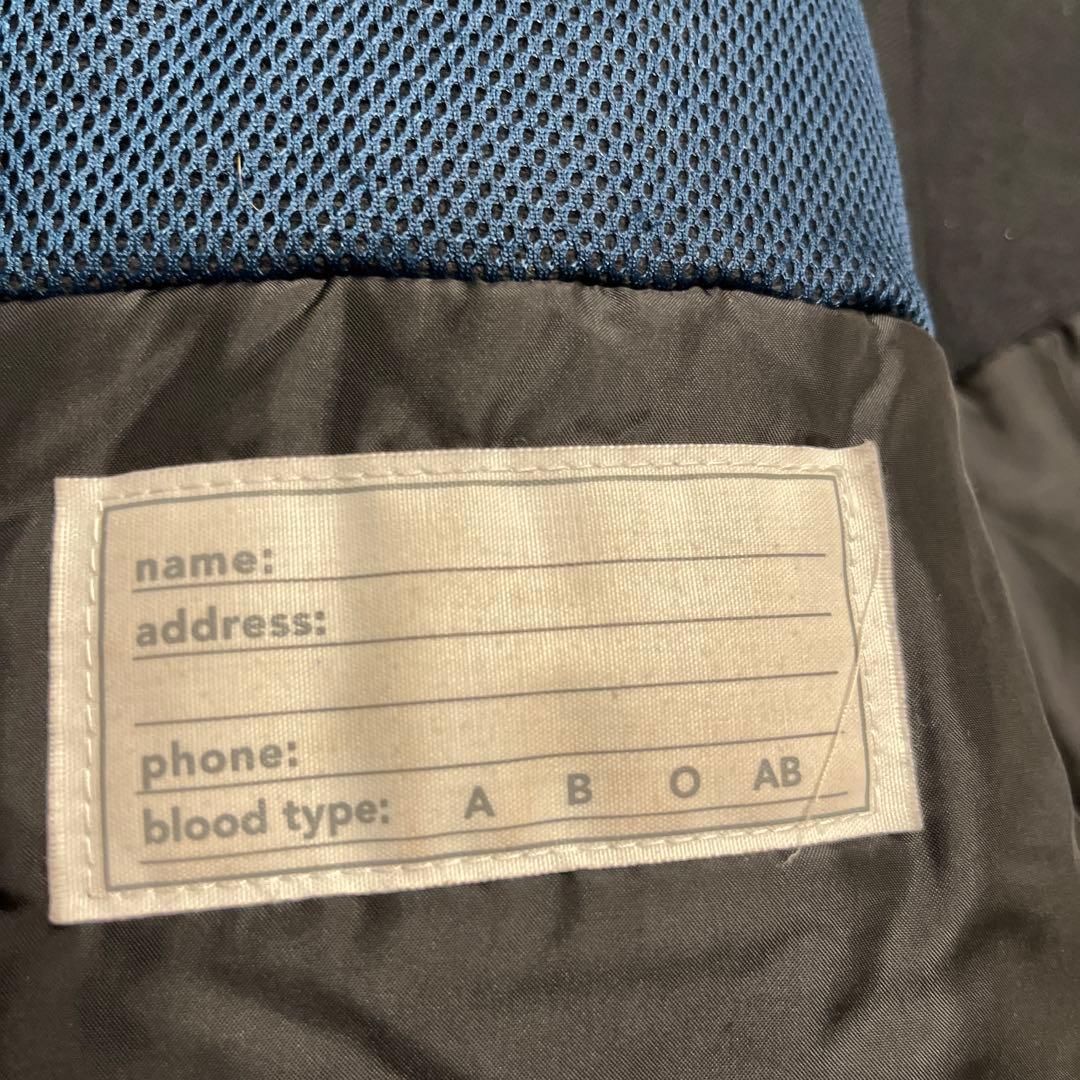 name:
address:
phone:
blood type: A B O AB